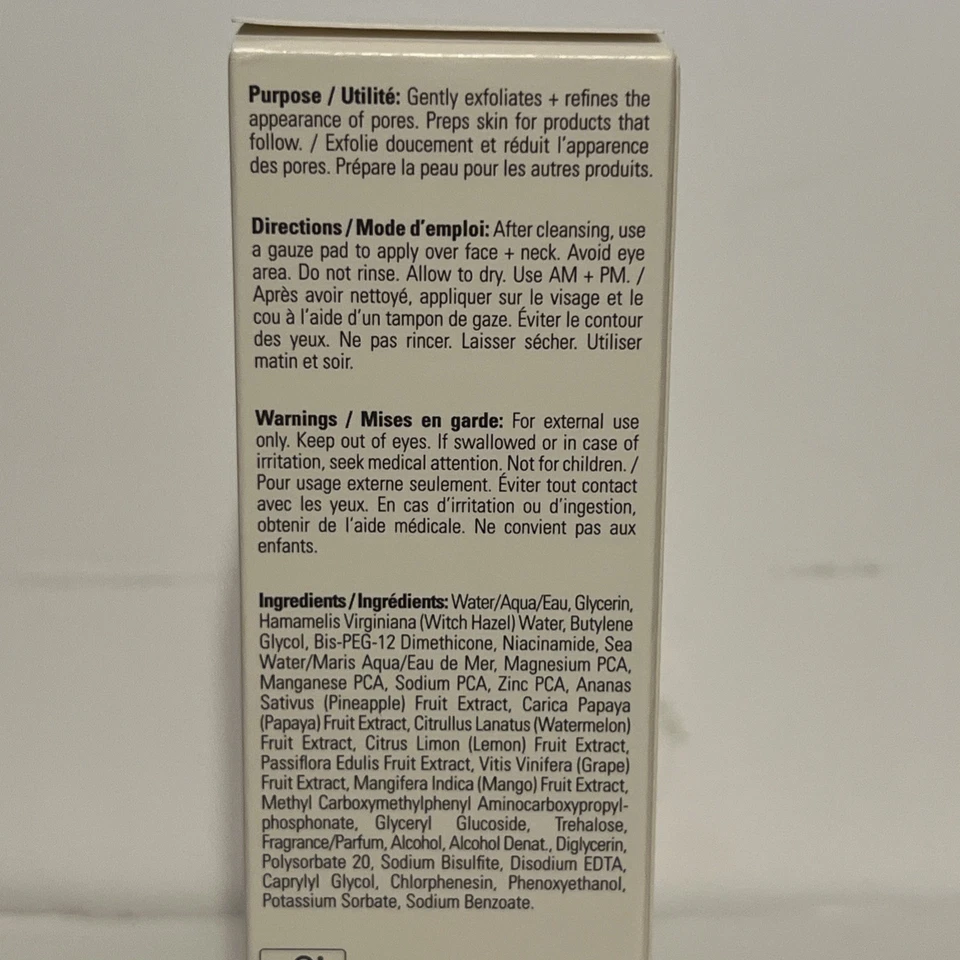 Purpose / Utilité: Gently exfoliates + refines the
appearance of pores. Preps skin for products that
follow. / Exfolie doucement et réduit l'apparence
des pores. Prépare la peau pour les autres produits.
Directions / Mode d'emploi: After cleansing, use
a gauze pad to apply over face + neck. Avoid eye
area. Do not rinse. Allow to dry. Use AM + PM. /
Après avoir nettoyé, appliquer sur le visage et le
cou à l'aide d'un tampon de gaze. Éviter le contour
des yeux. Ne pas rincer. Laisser sécher. Utiliser
matin et soir.
Warnings / Mises en garde: For external use
only. Keep out of eyes. If swallowed or in case of
irritation, seek medical attention. Not for children. /
Pour usage externe seulement. Éviter tout contact
avec les yeux. En cas d'irritation ou d'ingestion,
obtenir de l'aide médicale. Ne convient pas aux
enfants.
Ingredients / Ingrédients: Water/Aqua/Eau, Glycerin,
Hamamelis Virginiana (Witch Hazel) Water, Butylene
Glycol, Bis-PEG-12 Dimethicone, Niacinamide, Sea
Water/Maris Aqua/Eau de Mer, Magnesium PCA,
Manganese PCA, Sodium PCA, Zinc PCA, Ananas
Sativus (Pineapple) Fruit Extract, Carica Papaya
(Papaya) Fruit Extract, Citrullus Lanatus (Watermelon)
Fruit Extract, Citrus Limon (Lemon) Fruit Extract,
Passiflora Edulis Fruit Extract, Vitis Vinifera (Grape)
Fruit Extract, Mangifera Indica (Mango) Fruit Extract,
Methyl Carboxymethylphenyl Aminocarboxypropyl-
phosphonate, Glyceryl Glucoside, Trehalose,
Fragrance/Parfum, Alcohol, Alcohol Denat., Diglycerin,
Polysorbate 20, Sodium Bisulfite, Disodium EDTA,
Caprylyl Glycol, Chlorphenesin, Phenoxyethanol,
Potassium Sorbate, Sodium Benzoate.